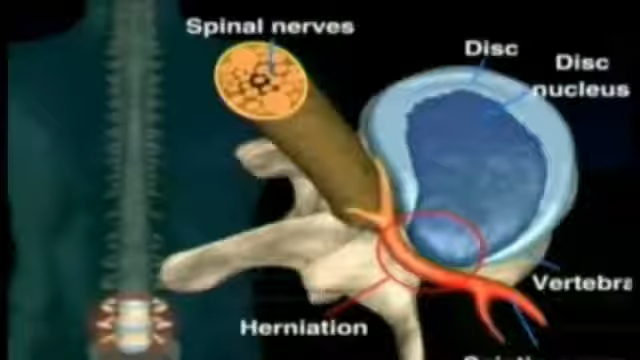 Spinal nerves
Disc
Disc
nucleus
Vertebra
Herniation